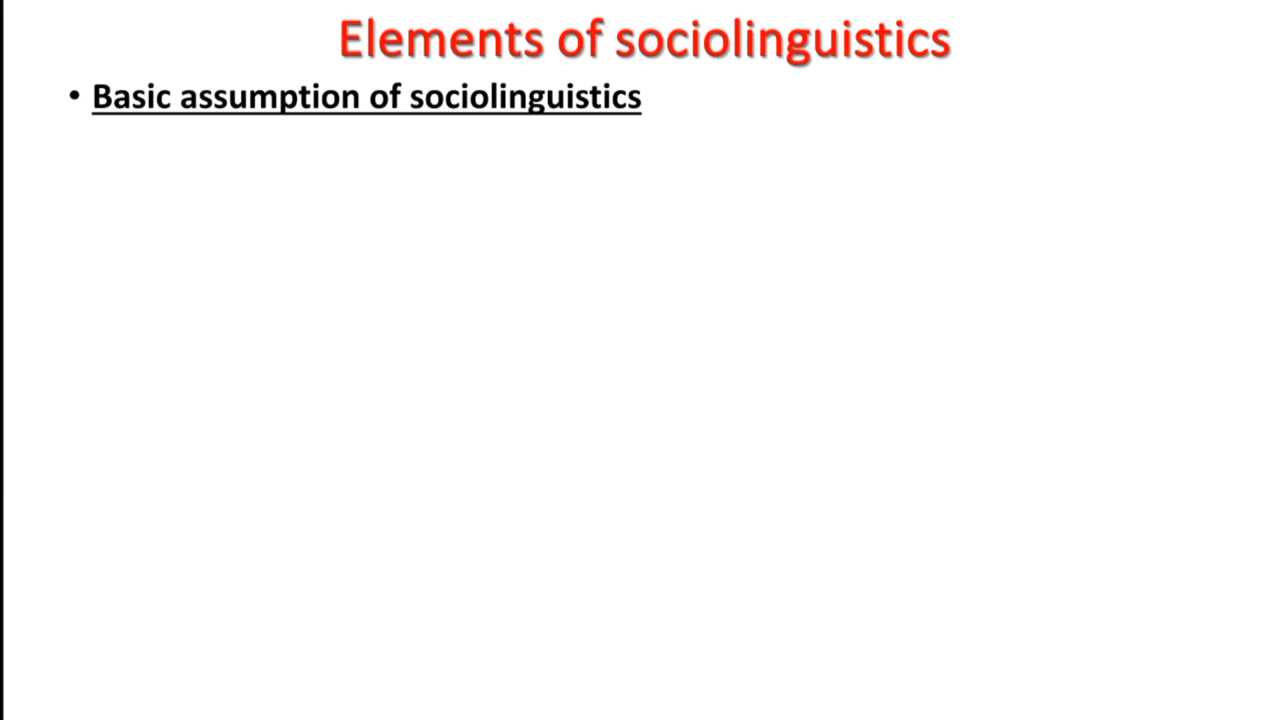 Elements of sociolinguistics
• Basic assumption of sociolinguistics